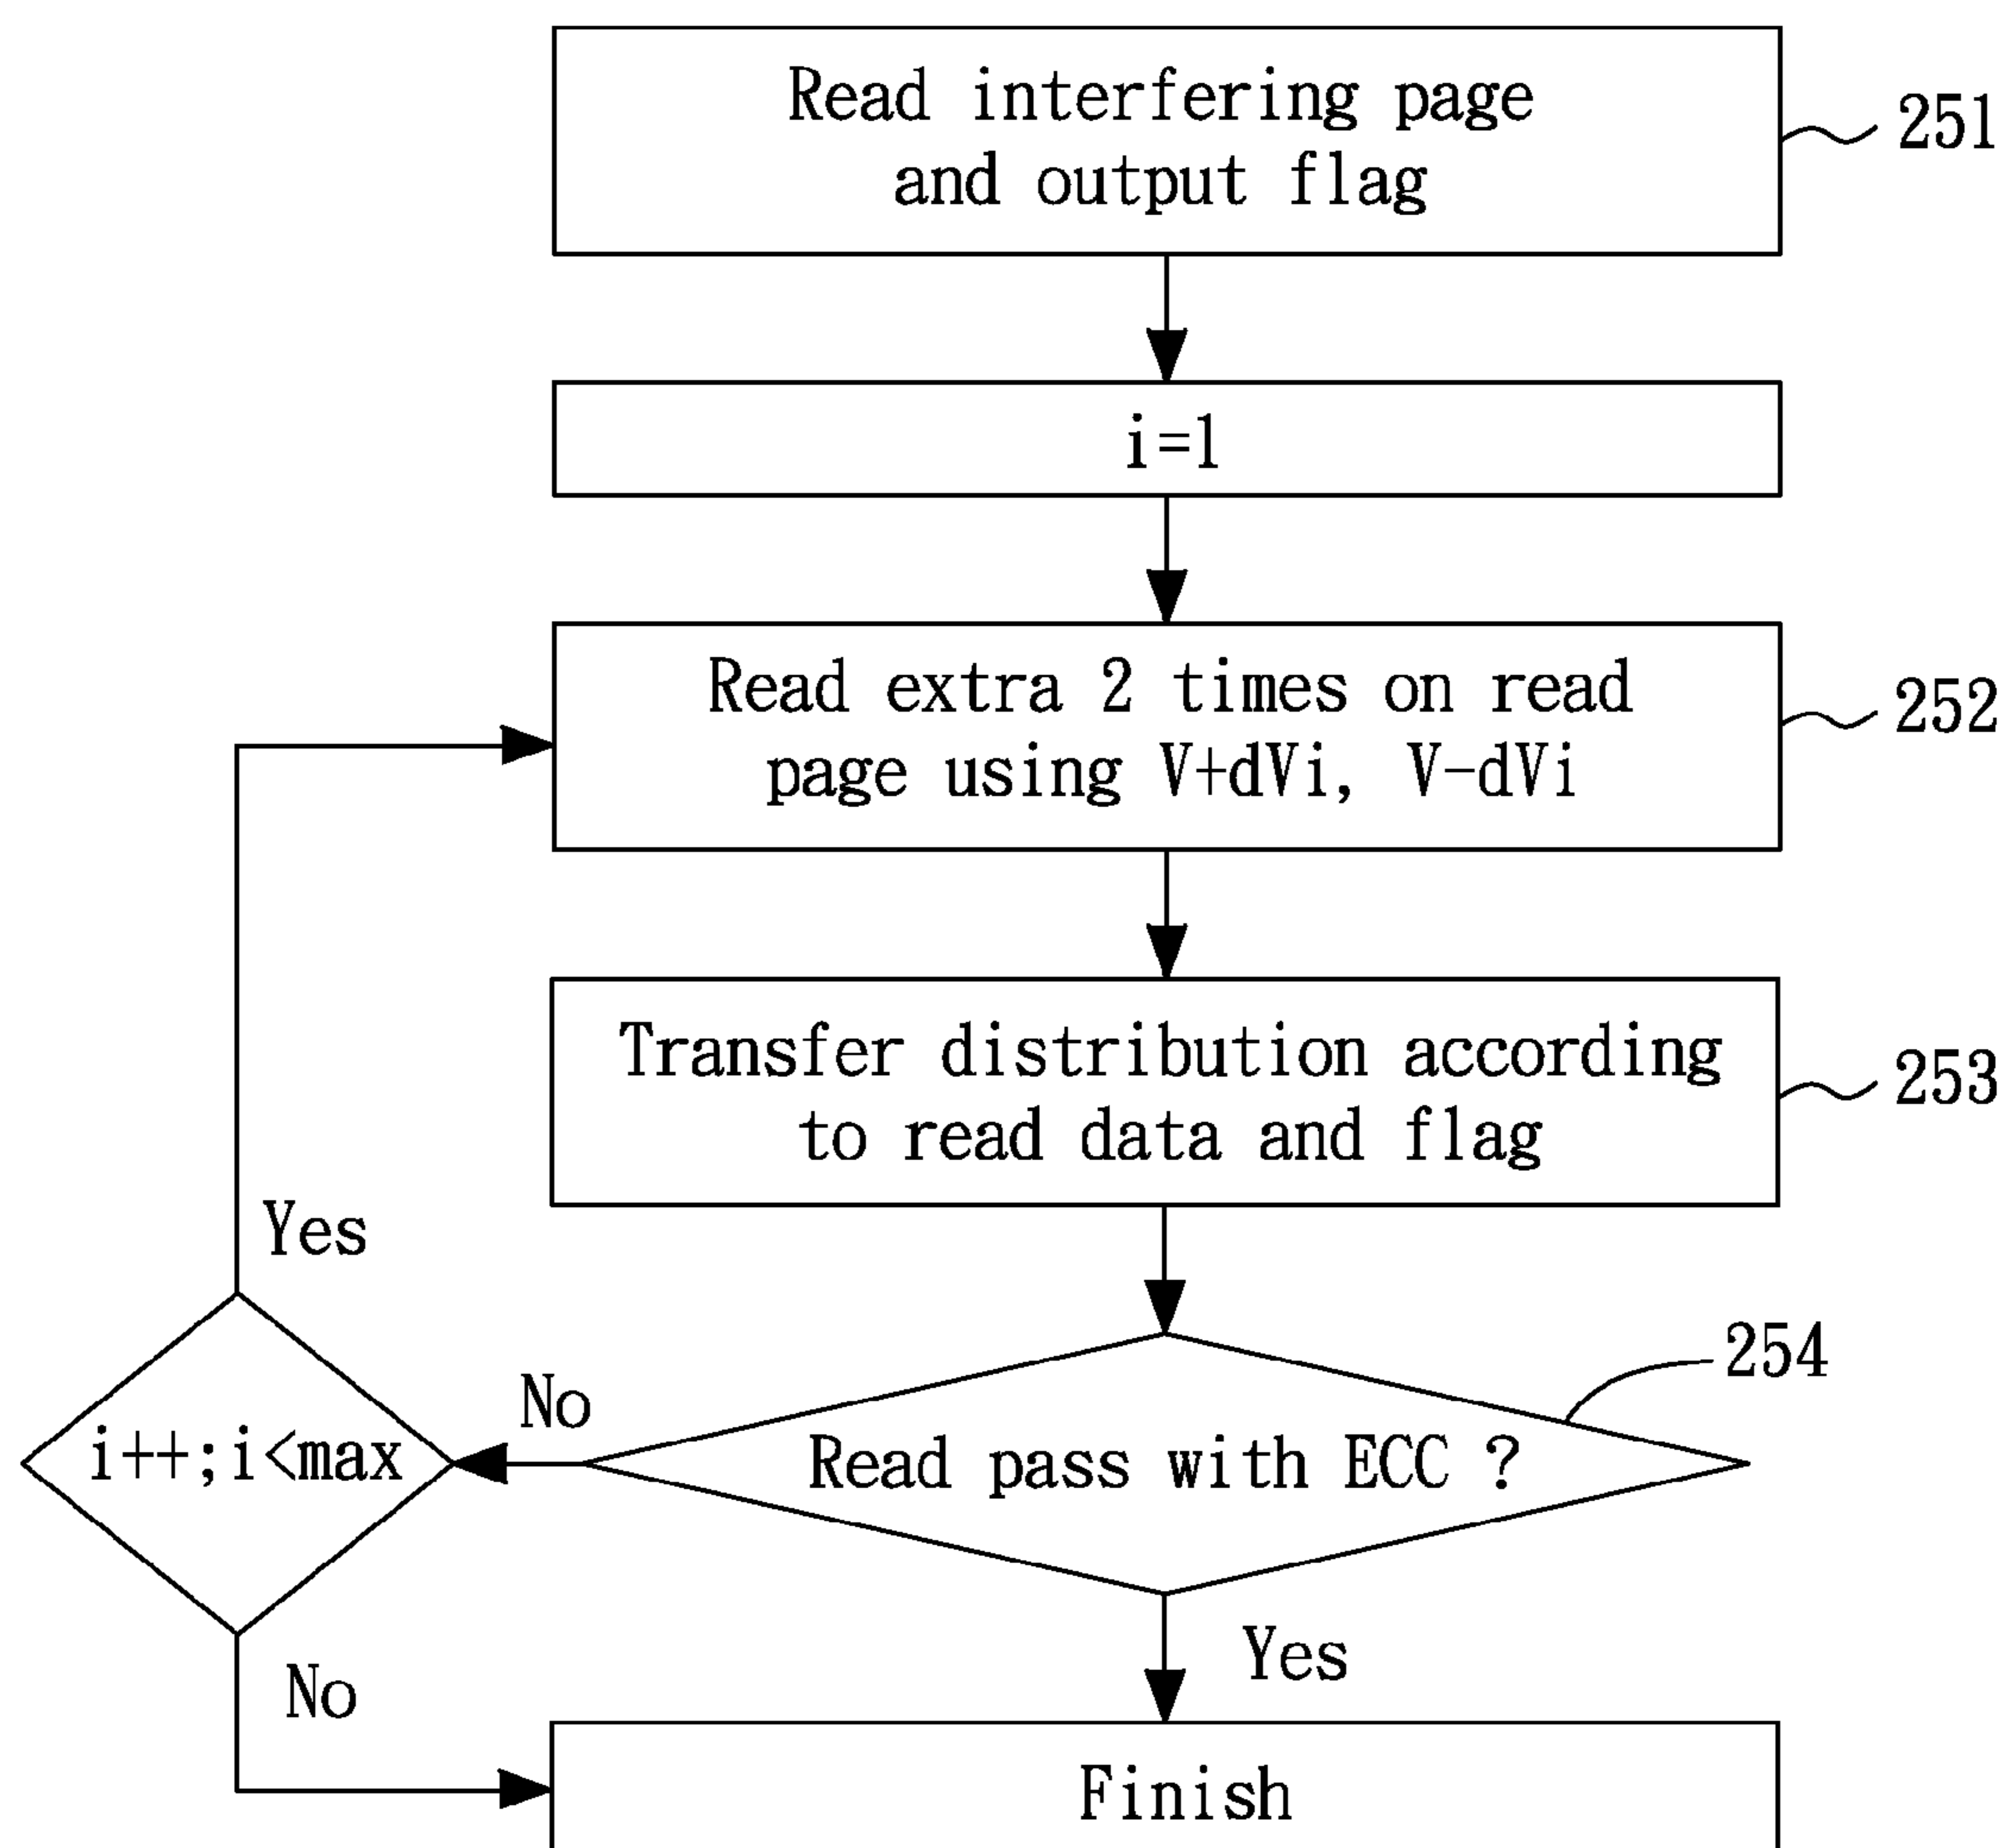 Read interfering page
and output flag
251
i=1
Read extra 2 times on read
page using V+dVi, V-dVi
252
Transfer distribution according
to read data and flag
253
Yes
254
No
i++;i<max
Read pass with ECC ?
Yes
No
Finish